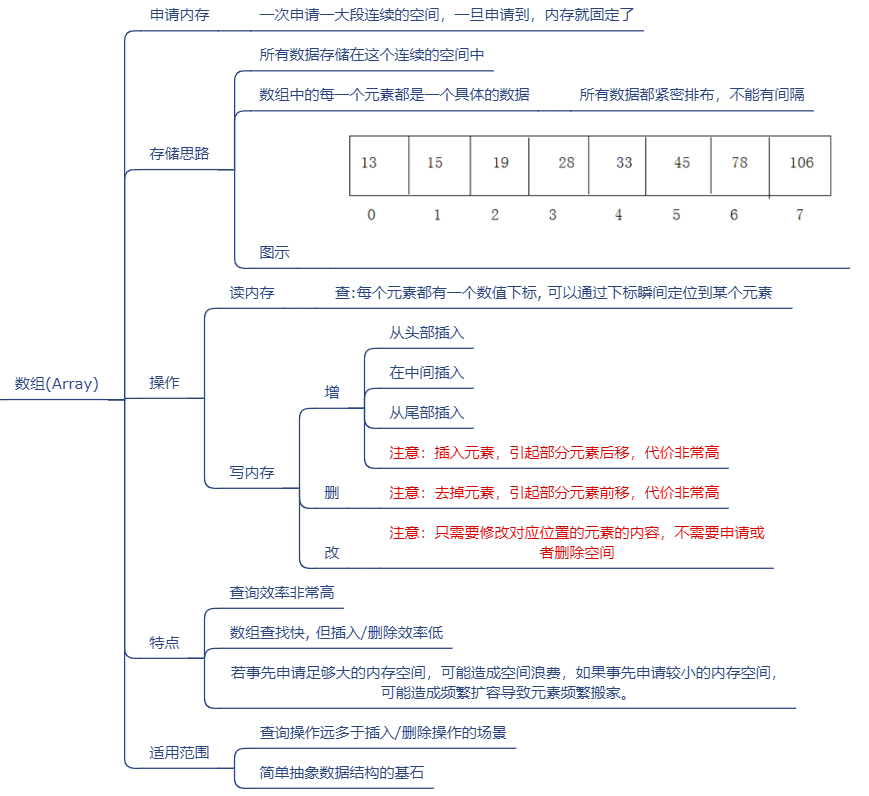 申请内存
一次申请一大段连续的空间，一旦申请到，内存就固定了
所有数据存储在这个连续的空间中
数组中的每一个元素都是一个具体的数据
所有数据都紧密排布，不能有间隔
存储思路
13 15 19 28 33 45 78 106
0 1 2 3 4 5 6 7
图示
读内存
查:每个元素都有一个数值下标, 可以通过下标瞬间定位到某个元素
数组(Array)
操作
从头部插入
在中间插入
增
从尾部插入
注意：插入元素，引起部分元素后移，代价非常高
写内存
删
注意：去掉元素，引起部分元素前移，代价非常高
注意：只需要修改对应位置的元素的内容，不需要申请或
者删除空间
改
查询效率非常高
特点
数组查找快, 但插入/删除效率低
若事先申请足够大的内存空间，可能造成空间浪费，如果事先申请较小的内存空间，
可能造成频繁扩容导致元素频繁搬家。
适用范围
查询操作远多于插入/删除操作的场景
简单抽象数据结构的基石